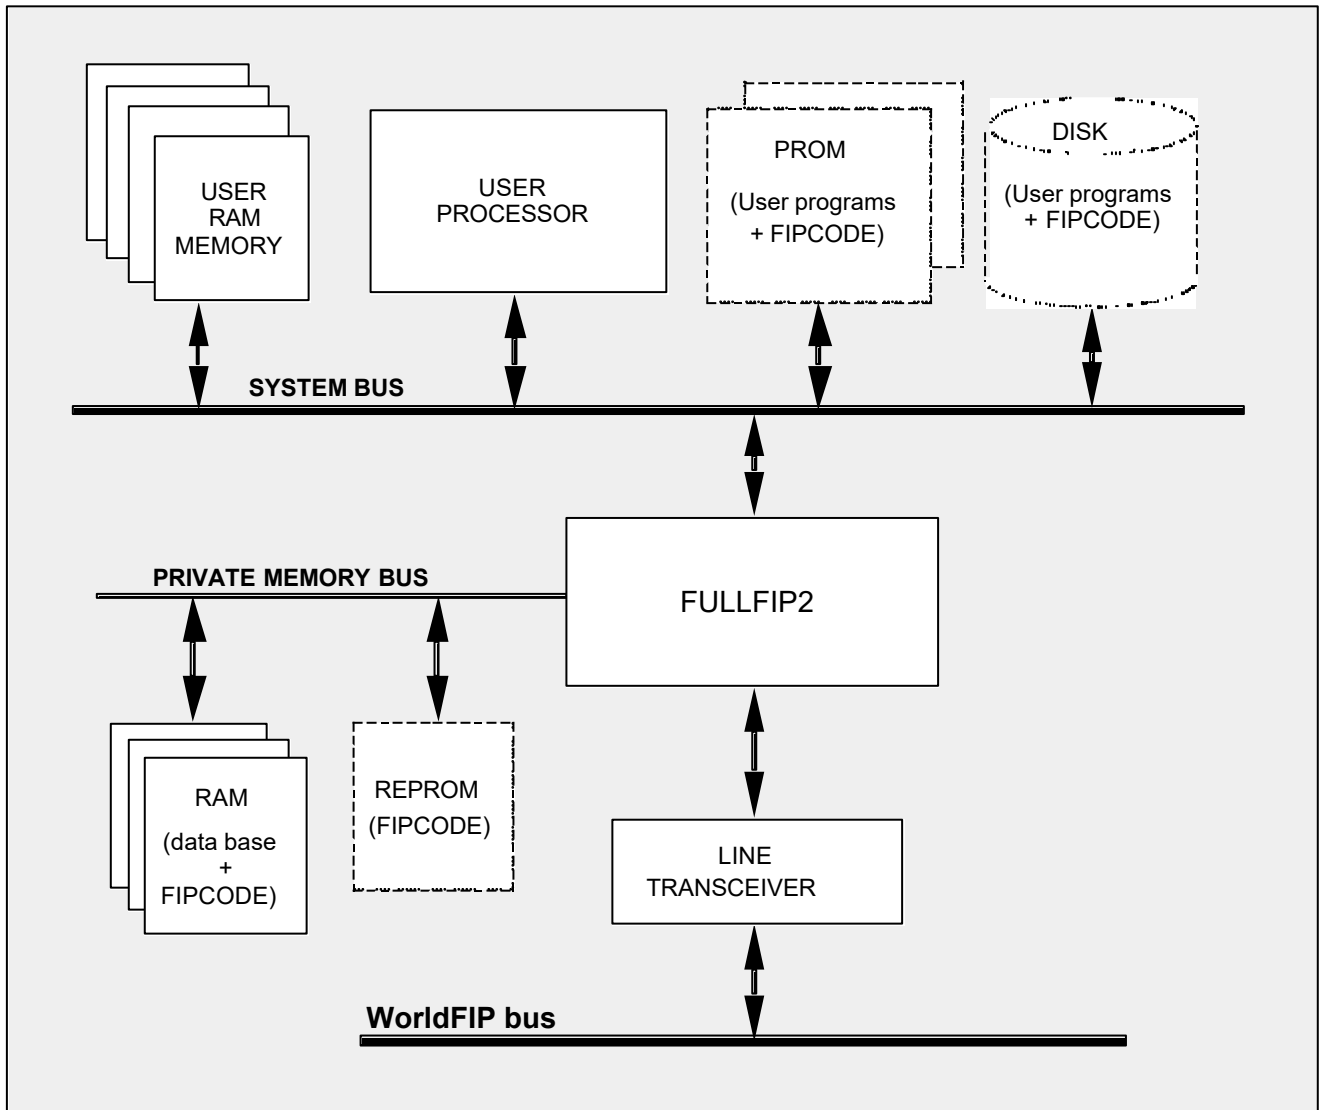 USER
RAM
MEMORY
USER
PROCESSOR
PROM
(User programs
+ FIPCODE)
DISK
(User programs
+ FIPCODE)
SYSTEM BUS
PRIVATE MEMORY BUS
FULLFIP2
RAM
(data base
+
FIPCODE)
REPROM
(FIPCODE)
LINE
TRANSCEIVER
WorldFIP bus